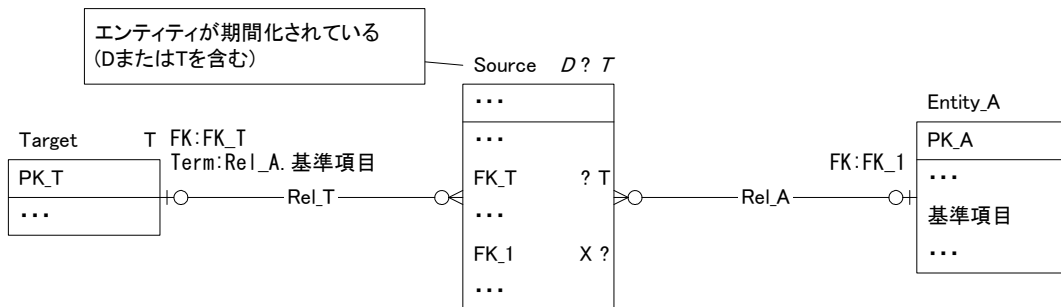 エンティティが期間化されている
(DまたはTを含む)
Source D ? T
・・・
・・・
FK_T ? T
・・・
FK_1 X ?
・・・
Target T
PK_T
・・・
FK:FK_T
Term:Rel_A.基準項目
Rel_T
Rel_A
FK:FK_1
Entity_A
PK_A
・・・
基準項目
・・・